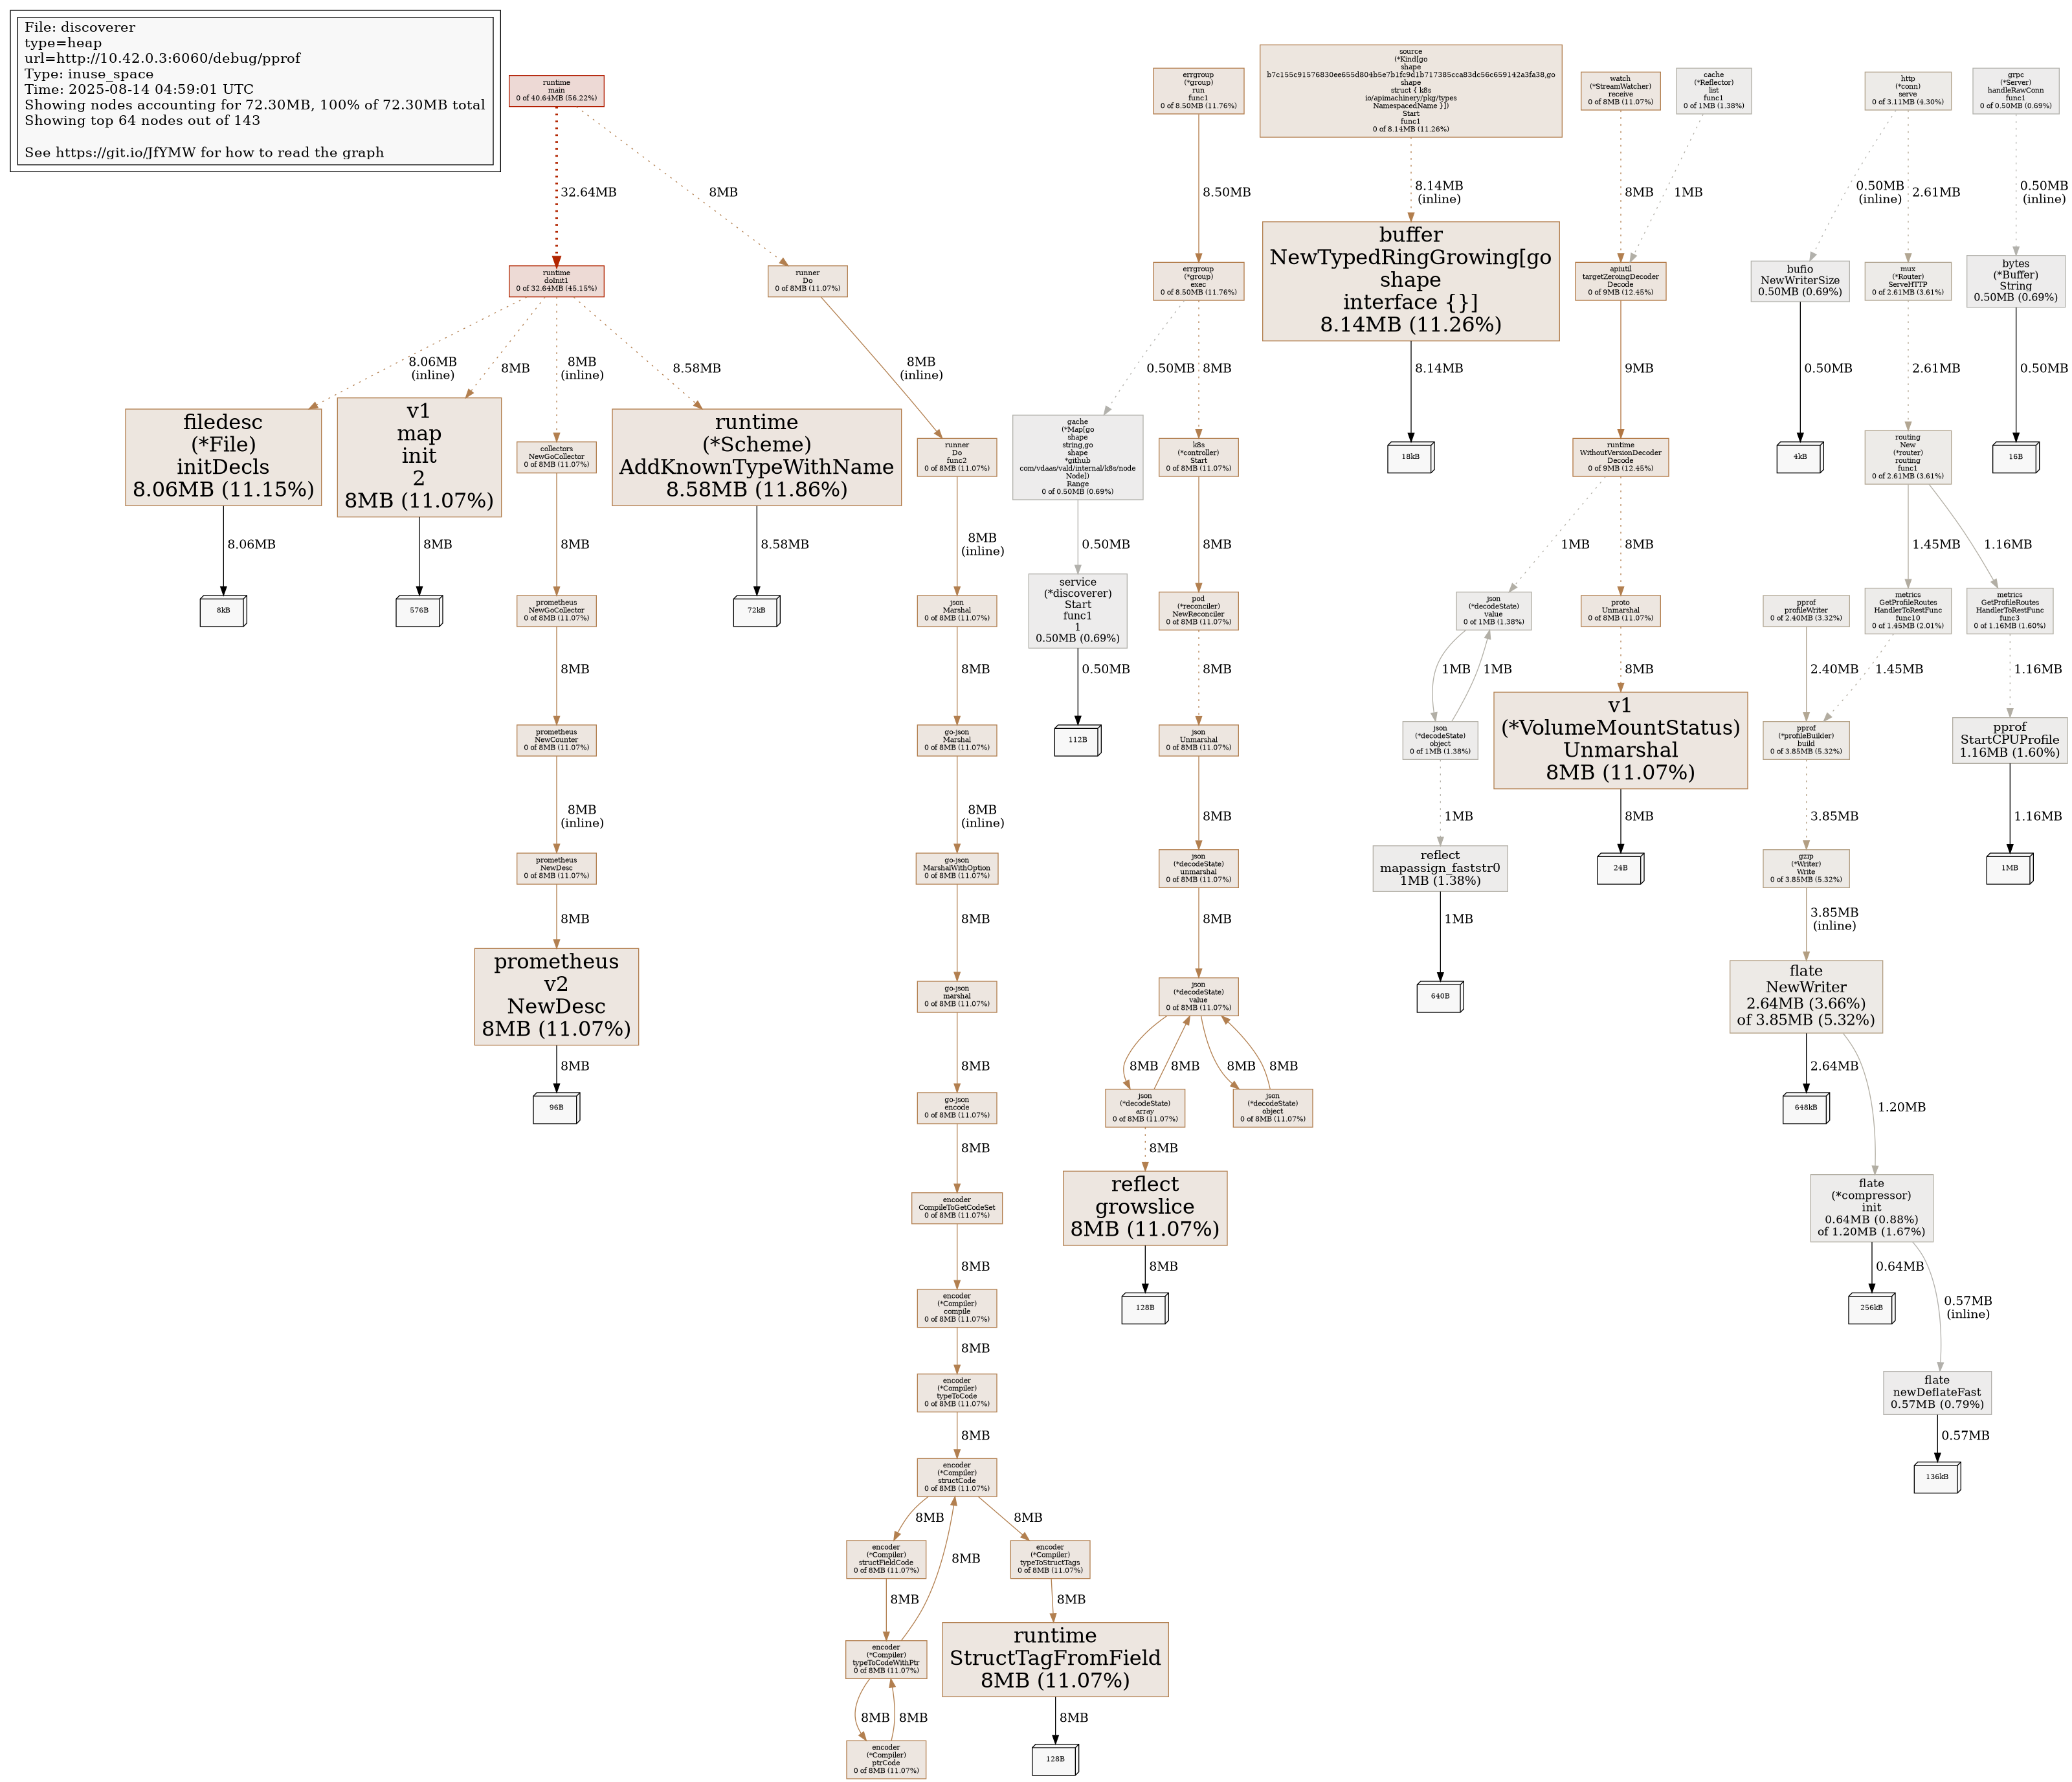 File: discoverer
type=heap
url=http://10.42.0.3:6060/debug/pprof
Type: inuse_space
Time: 2025-08-14 04:59:01 UTC
Showing nodes accounting for 72.30MB, 100% of 72.30MB total
Showing top 64 nodes out of 143
See https://git.io/JfYMW for how to read the graph
runtime
main
0 of 40.64MB (56.22%)
32.64MB
8MB
runtime
doInit1
0 of 32.64MB (45.15%)
runner
Do
0 of 8MB (11.07%)
8.06MB
(inline)
8MB
8MB
(inline)
8.58MB
8MB
(inline)
filedesc
(*File)
initDecls
8.06MB (11.15%)
8.06MB
8kB
v1
map
init
2
8MB (11.07%)
8MB
576B
collectors
NewGoCollector
0 of 8MB (11.07%)
8MB
prometheus
NewGoCollector
0 of 8MB (11.07%)
8MB
prometheus
NewCounter
0 of 8MB (11.07%)
8MB
(inline)
prometheus
NewDesc
0 of 8MB (11.07%)
8MB
prometheus
v2
NewDesc
8MB (11.07%)
8MB
96B
runtime
(*Scheme)
AddKnownTypeWithName
8.58MB (11.86%)
8.58MB
72kB
runner
Do
func2
0 of 8MB (11.07%)
8MB
(inline)
json
Marshal
0 of 8MB (11.07%)
8MB
go-json
Marshal
0 of 8MB (11.07%)
8MB
(inline)
go-json
MarshalWithOption
0 of 8MB (11.07%)
8MB
go-json
marshal
0 of 8MB (11.07%)
8MB
go-json
encode
0 of 8MB (11.07%)
8MB
encoder
CompileToGetCodeSet
0 of 8MB (11.07%)
8MB
encoder
(*Compiler)
compile
0 of 8MB (11.07%)
8MB
encoder
(*Compiler)
typeToCode
0 of 8MB (11.07%)
8MB
encoder
(*Compiler)
structCode
0 of 8MB (11.07%)
8MB
8MB
encoder
(*Compiler)
structFieldCode
0 of 8MB (11.07%)
8MB
8MB
encoder
(*Compiler)
typeToStructTags
0 of 8MB (11.07%)
8MB
encoder
(*Compiler)
typeToCodeWithPtr
0 of 8MB (11.07%)
8MB
8MB
encoder
(*Compiler)
ptrCode
0 of 8MB (11.07%)
runtime
StructTagFromField
8MB (11.07%)
8MB
128B
errgroup
(*group)
run
func1
0 of 8.50MB (11.76%)
8.50MB
errgroup
(*group)
exec
0 of 8.50MB (11.76%)
0.50MB
8MB
gache
(*Map[go
shape
string,go
shape
*github
com/vdaas/vald/internal/k8s/node
Node])
Range
0 of 0.50MB (0.69%)
0.50MB
service
(*discoverer)
Start
func1
1
0.50MB (0.69%)
0.50MB
112B
k8s
(*controller)
Start
0 of 8MB (11.07%)
8MB
pod
(*reconciler)
NewReconciler
0 of 8MB (11.07%)
8MB
json
Unmarshal
0 of 8MB (11.07%)
8MB
json
(*decodeState)
unmarshal
0 of 8MB (11.07%)
8MB
json
(*decodeState)
value
0 of 8MB (11.07%)
8MB
8MB
8MB
8MB
json
(*decodeState)
array
0 of 8MB (11.07%)
json
(*decodeState)
object
0 of 8MB (11.07%)
8MB
reflect
growslice
8MB (11.07%)
8MB
128B
source
(*Kind[go
shape
b7c155c91576830ee655d804b5e7b1fc9d1b717385cca83dc56c659142a3fa38,go
shape
struct { k8s
io/apimachinery/pkg/types
NamespacedName }])
Start
func1
0 of 8.14MB (11.26%)
8.14MB
(inline)
buffer
NewTypedRingGrowing[go
shape
interface {}]
8.14MB (11.26%)
8.14MB
18kB
watch
(*StreamWatcher)
receive
0 of 8MB (11.07%)
8MB
cache
(*Reflector)
list
func1
0 of 1MB (1.38%)
1MB
apiutil
targetZeroingDecoder
Decode
0 of 9MB (12.45%)
9MB
runtime
WithoutVersionDecoder
Decode
0 of 9MB (12.45%)
1MB
8MB
json
(*decodeState)
value
0 of 1MB (1.38%)
1MB
1MB
json
(*decodeState)
object
0 of 1MB (1.38%)
1MB
reflect
mapassign_faststr0
1MB (1.38%)
1MB
640B
proto
Unmarshal
0 of 8MB (11.07%)
8MB
v1
(*VolumeMountStatus)
Unmarshal
8MB (11.07%)
8MB
24B
http
(*conn)
serve
0 of 3.11MB (4.30%)
0.50MB
(inline)
2.61MB
bufio
NewWriterSize
0.50MB (0.69%)
0.50MB
4kB
mux
(*Router)
ServeHTTP
0 of 2.61MB (3.61%)
2.61MB
routing
New
(*router)
routing
func1
0 of 2.61MB (3.61%)
1.45MB
1.16MB
pprof
profileWriter
0 of 2.40MB (3.32%)
2.40MB
metrics
GetProfileRoutes
HandlerToRestFunc
func10
0 of 1.45MB (2.01%)
1.45MB
metrics
GetProfileRoutes
HandlerToRestFunc
func3
0 of 1.16MB (1.60%)
1.16MB
pprof
(*profileBuilder)
build
0 of 3.85MB (5.32%)
3.85MB
pprof
StartCPUProfile
1.16MB (1.60%)
1.16MB
1MB
gzip
(*Writer)
Write
0 of 3.85MB (5.32%)
3.85MB
(inline)
flate
NewWriter
2.64MB (3.66%)
of 3.85MB (5.32%)
2.64MB
648kB
1.20MB
flate
(*compressor)
init
0.64MB (0.88%)
of 1.20MB (1.67%)
0.64MB
256kB
0.57MB
(inline)
flate
newDeflateFast
0.57MB (0.79%)
0.57MB
136kB
grpc
(*Server)
handleRawConn
func1
0 of 0.50MB (0.69%)
0.50MB
(inline)
bytes
(*Buffer)
String
0.50MB (0.69%)
0.50MB
16B